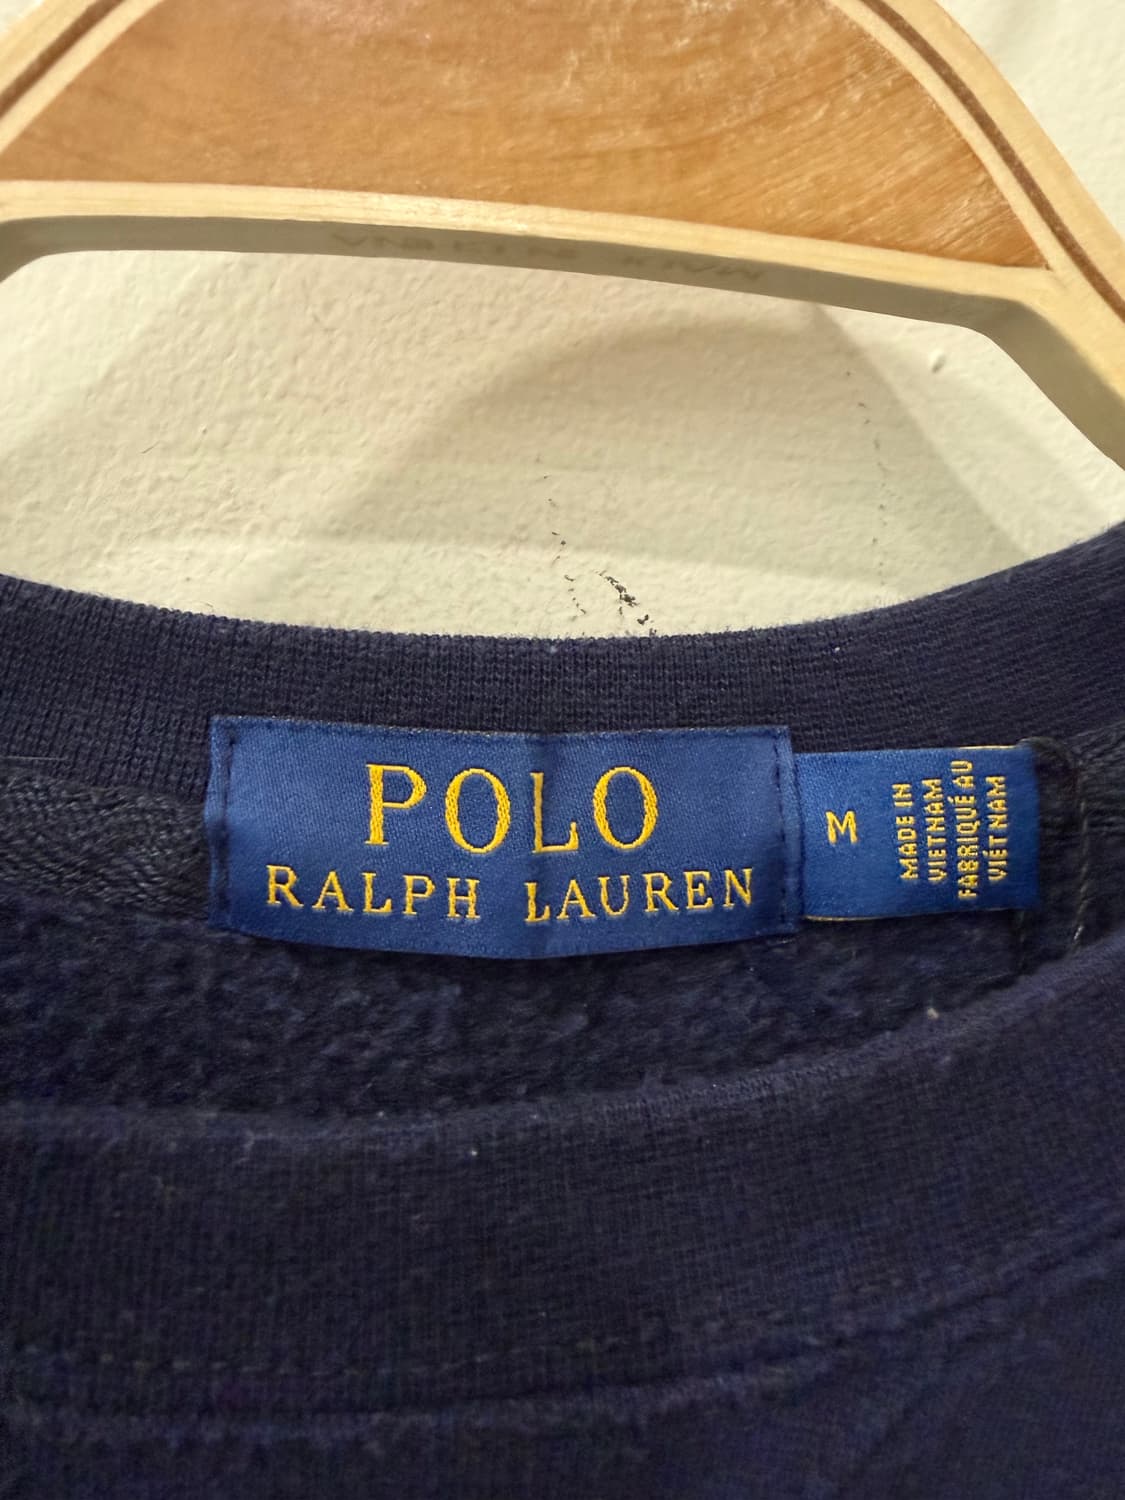 POLO
RALPH LAUREN
M
MADE IN
VIETNAM
FABRIQUÉ AU
VIÊT NAM